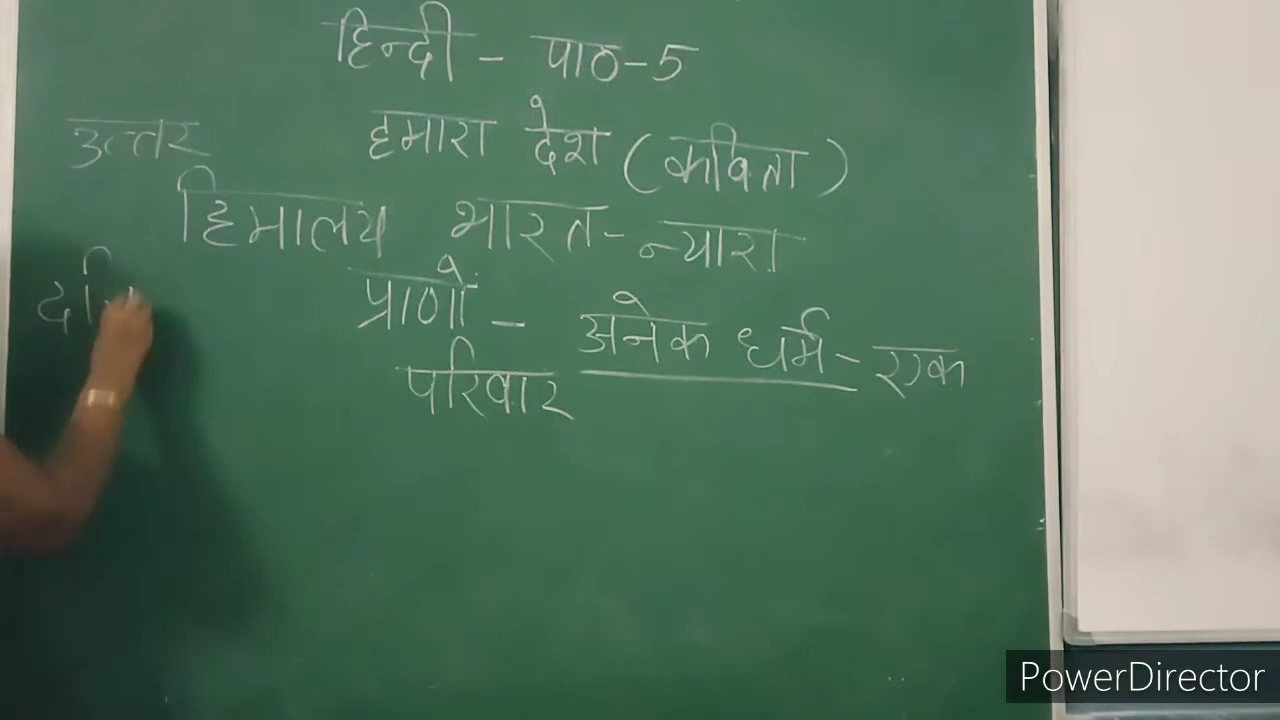 हिन्दी - पाठ-5
उत्तर हमारा देश (कविता)
हिमालय भारत- न्यारा
प्राणों - अनेक धर्म - एक
परिवार
PowerDirector